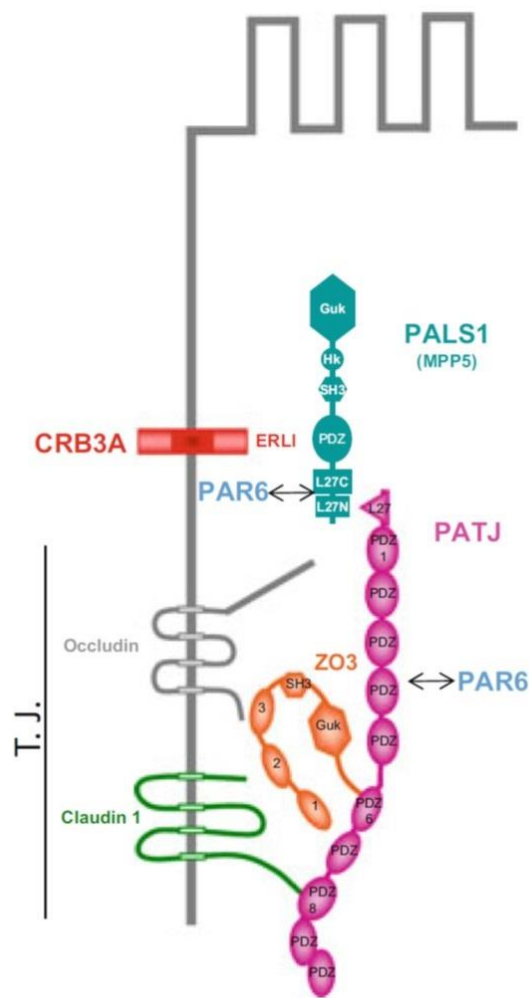 Guk
PALS1
(MPP5)
Hk
SH3
CRB3A
ERLI
PDZ
L27C
PAR6
L27N
L27
PATJ
PDZ
1
PDZ
Occludin
PDZ
ZO3
SH3
PDZ
PAR6
3
Guk
PDZ
T. J.
2
Claudin 1
1
PDZ
6
PDZ
PDZ
8
PDZ
PDZ